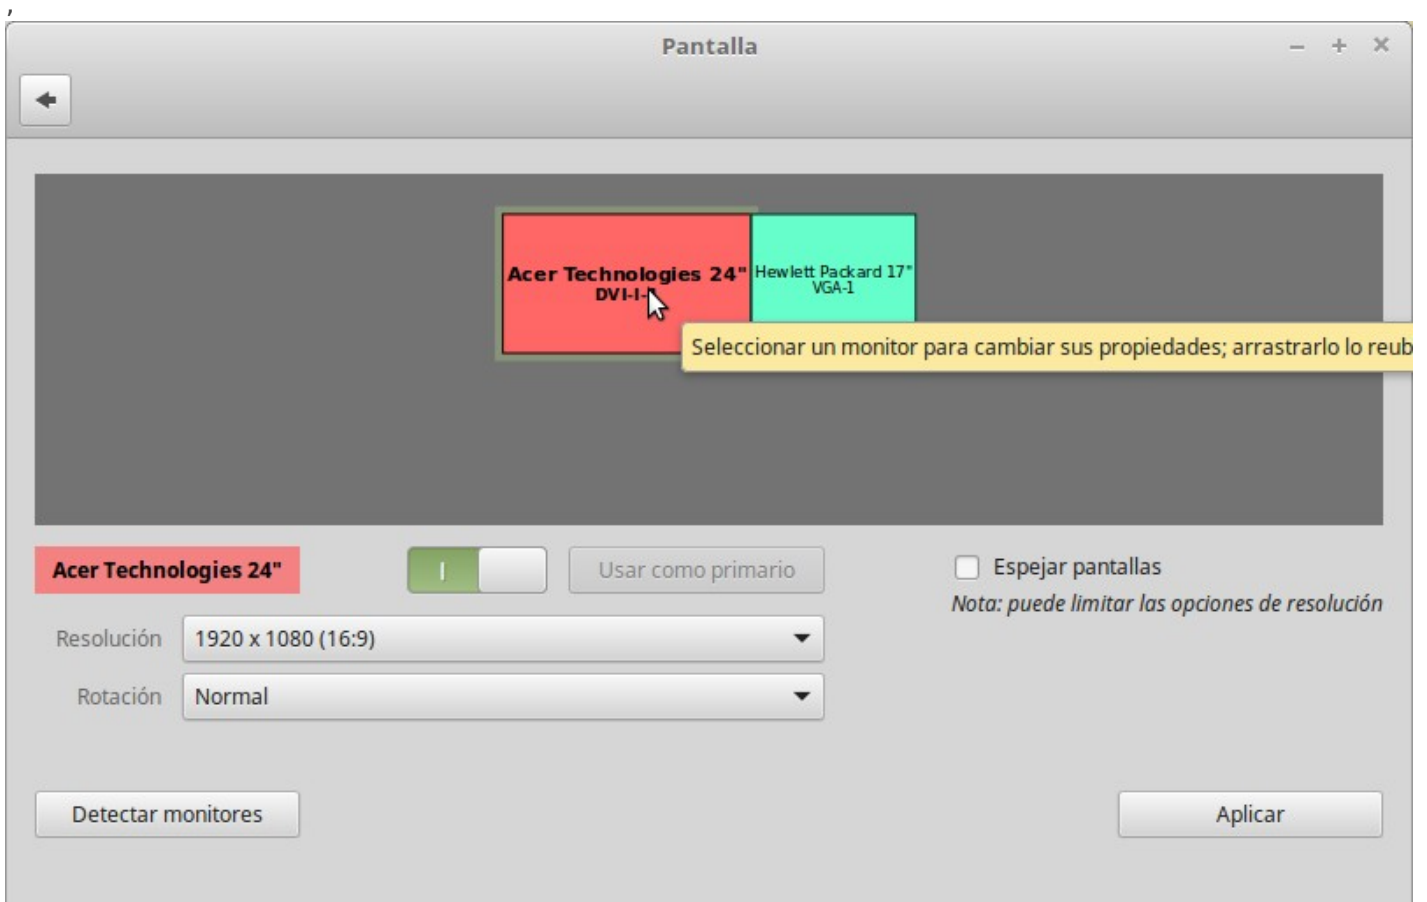 ,
Pantalla
Acer Technologies 24"
DVI-I-
Hewlett Packard 17"
VGA-1
Seleccionar un monitor para cambiar sus propiedades; arrastrarlo lo reub
Acer Technologies 24"
I
Usar como primario
Espejar pantallas
Nota: puede limitar las opciones de resolución
Resolución
1920 x 1080 (16:9)
Rotación
Normal
Detectar monitores
Aplicar